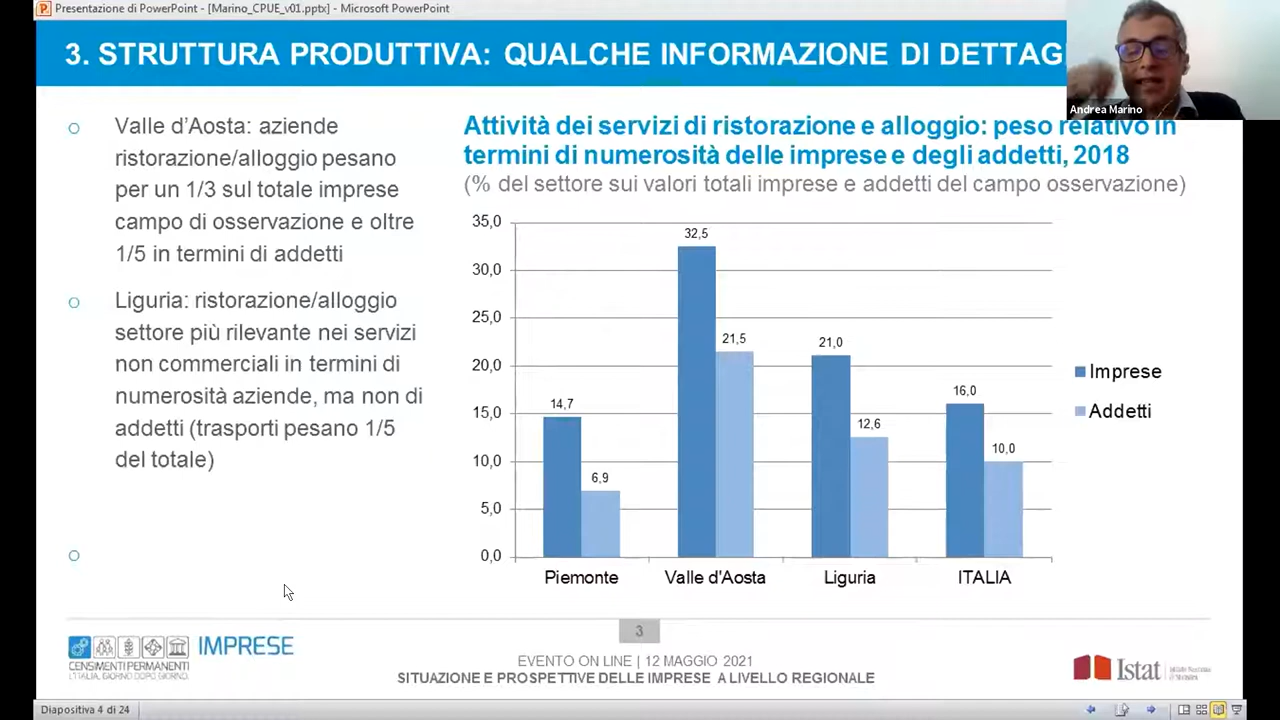 Presentazione di PowerPoint - [Marino_CPUE_v01.pptx] - Microsoft PowerPoint
3. STRUTTURA PRODUTTIVA: QUALCHE INFORMAZIONE DI DETTAG
Andrea Marino
Valle d'Aosta: aziende
ristorazione/alloggio pesano
per un 1/3 sul totale imprese
campo di osservazione e oltre
1/5 in termini di addetti
Liguria: ristorazione/alloggio
settore più rilevante nei servizi
non commerciali in termini di
numerosità aziende, ma non di
addetti (trasporti pesano 1/5
del totale)
Attività dei servizi di ristorazione e alloggio: peso relativo in
termini di numerosità delle imprese e degli addetti, 2018
(% del settore sui valori totali imprese e addetti del campo osservazione)
35,0
30,0
25,0
20,0
15,0
10,0
5,0
0,0
14,7
6,9
32,5
21,5
21,0
12,6
16,0
10,0
Piemonte
Valle d'Aosta
Liguria
ITALIA
Imprese
Addetti
3
IMPRESE
CENSIMENTI PERMANENTI
L'ITALIA, GIORNO DOPO GIORNO.
EVENTO ON LINE | 12 MAGGIO 2021
SITUAZIONE E PROSPETTIVE DELLE IMPRESE A LIVELLO REGIONALE
Istat
Diapositiva 4 di 24